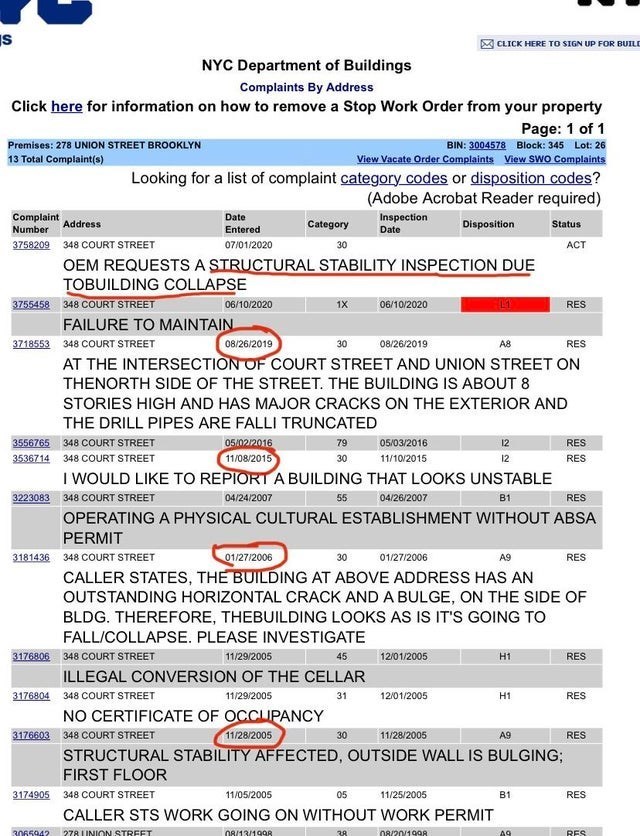 NYC
gs
CLICK HERE TO SIGN UP FOR BUILD
NYC Department of Buildings
Complaints By Address
Click here for information on how to remove a Stop Work Order from your property
Page: 1 of 1
Premises: 278 UNION STREET BROOKLYN BIN: 3004578 Block: 345 Lot: 26
13 Total Complaint(s) View Vacate Order Complaints View SWO Complaints
Looking for a list of complaint category codes or disposition codes?
(Adobe Acrobat Reader required)
Complaint Number Address Date Entered Category Inspection Date Disposition Status
3758209 348 COURT STREET 07/01/2020 30 ACT
OEM REQUESTS A STRUCTURAL STABILITY INSPECTION DUE
TOBUILDING COLLAPSE
3755458 348 COURT STREET 06/10/2020 1X 06/10/2020 L1 RES
FAILURE TO MAINTAIN
3718553 348 COURT STREET 08/26/2019 30 08/26/2019 A8 RES
AT THE INTERSECTION OF COURT STREET AND UNION STREET ON
THENORTH SIDE OF THE STREET. THE BUILDING IS ABOUT 8
STORIES HIGH AND HAS MAJOR CRACKS ON THE EXTERIOR AND
THE DRILL PIPES ARE FALLI TRUNCATED
3556765 348 COURT STREET 05/02/2016 79 05/03/2016 I2 RES
3536714 348 COURT STREET 11/08/2015 30 11/10/2015 I2 RES
I WOULD LIKE TO REPIORT A BUILDING THAT LOOKS UNSTABLE
3223083 348 COURT STREET 04/24/2007 55 04/26/2007 B1 RES
OPERATING A PHYSICAL CULTURAL ESTABLISHMENT WITHOUT ABSA
PERMIT
3181436 348 COURT STREET 01/27/2006 30 01/27/2006 A9 RES
CALLER STATES, THE BUILDING AT ABOVE ADDRESS HAS AN
OUTSTANDING HORIZONTAL CRACK AND A BULGE, ON THE SIDE OF
BLDG. THEREFORE, THEBUILDING LOOKS AS IS IT'S GOING TO
FALL/COLLAPSE. PLEASE INVESTIGATE
3176806 348 COURT STREET 11/29/2005 45 12/01/2005 H1 RES
ILLEGAL CONVERSION OF THE CELLAR
3176804 348 COURT STREET 11/29/2005 31 12/01/2005 H1 RES
NO CERTIFICATE OF OCCUPANCY
3176603 348 COURT STREET 11/28/2005 30 11/28/2005 A9 RES
STRUCTURAL STABILITY AFFECTED, OUTSIDE WALL IS BULGING;
FIRST FLOOR
3174905 348 COURT STREET 11/05/2005 05 11/25/2005 B1 RES
CALLER STS WORK GOING ON WITHOUT WORK PERMIT
3065942 278 UNION STREET 08/13/1998 38 08/20/1998 A9 RES